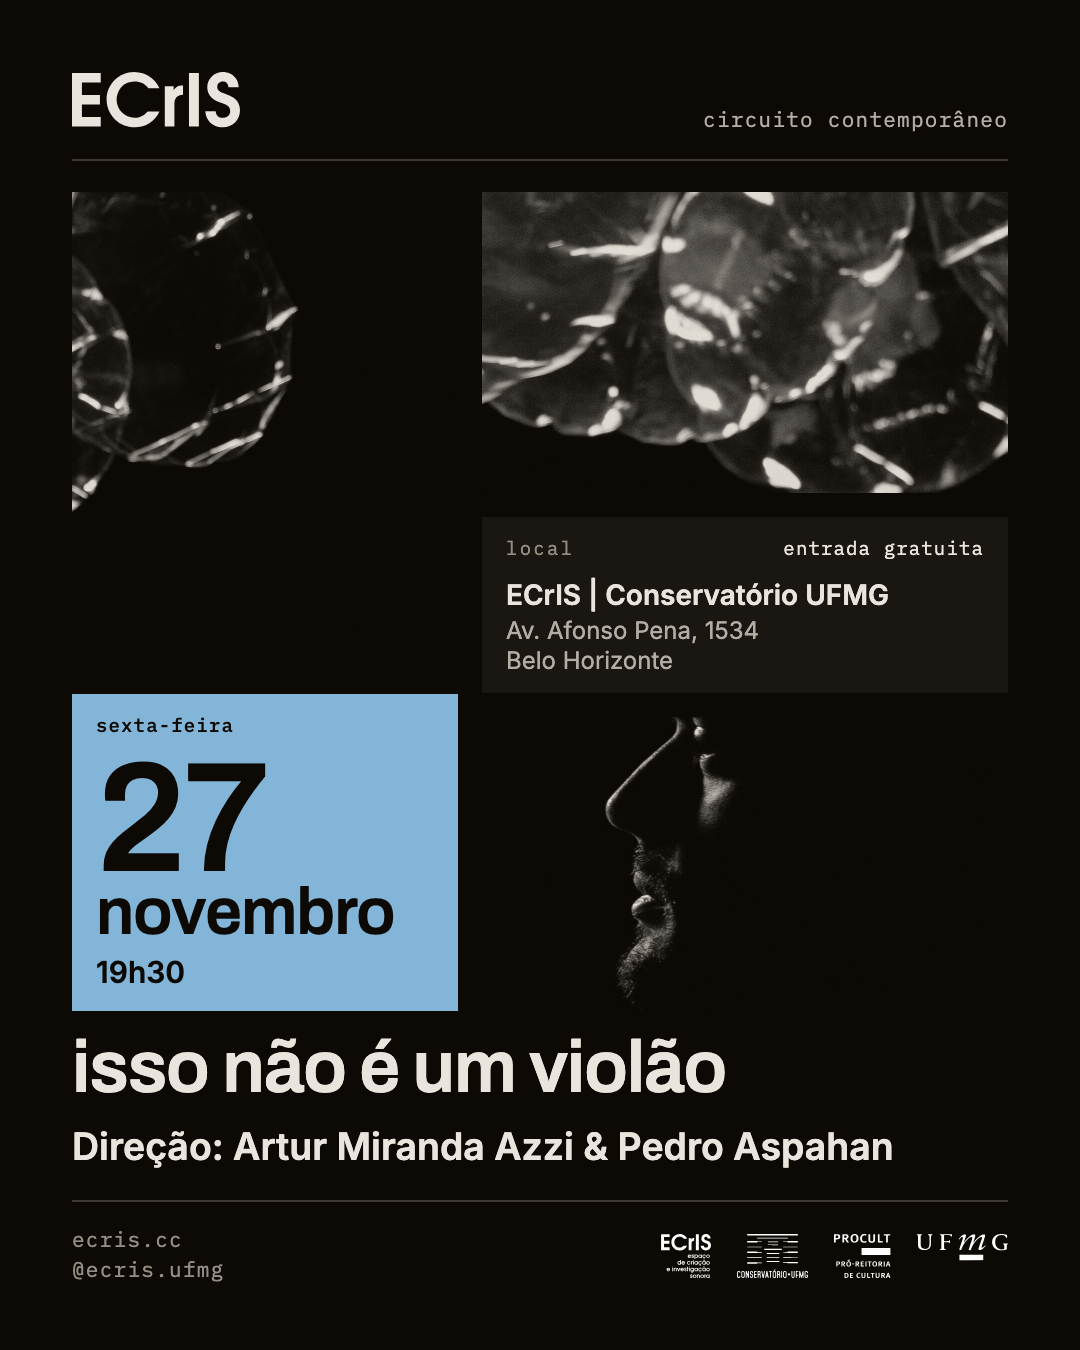 ECrIS
circuito contemporâneo
local
entrada gratuita
ECrIS | Conservatório UFMG
Av. Afonso Pena, 1534
Belo Horizonte
sexta-feira
27
novembro
19h30
isso não é um violão
Direção: Artur Miranda Azzi & Pedro Aspahan
ecris.cc
@ecris.ufmg
ECrIS
espaço
de criação
e investigação
sonora
CONSERVATÓRIO•UFMG
PROCULT
PRÓ-REITORIA
DE CULTURA
UFmG